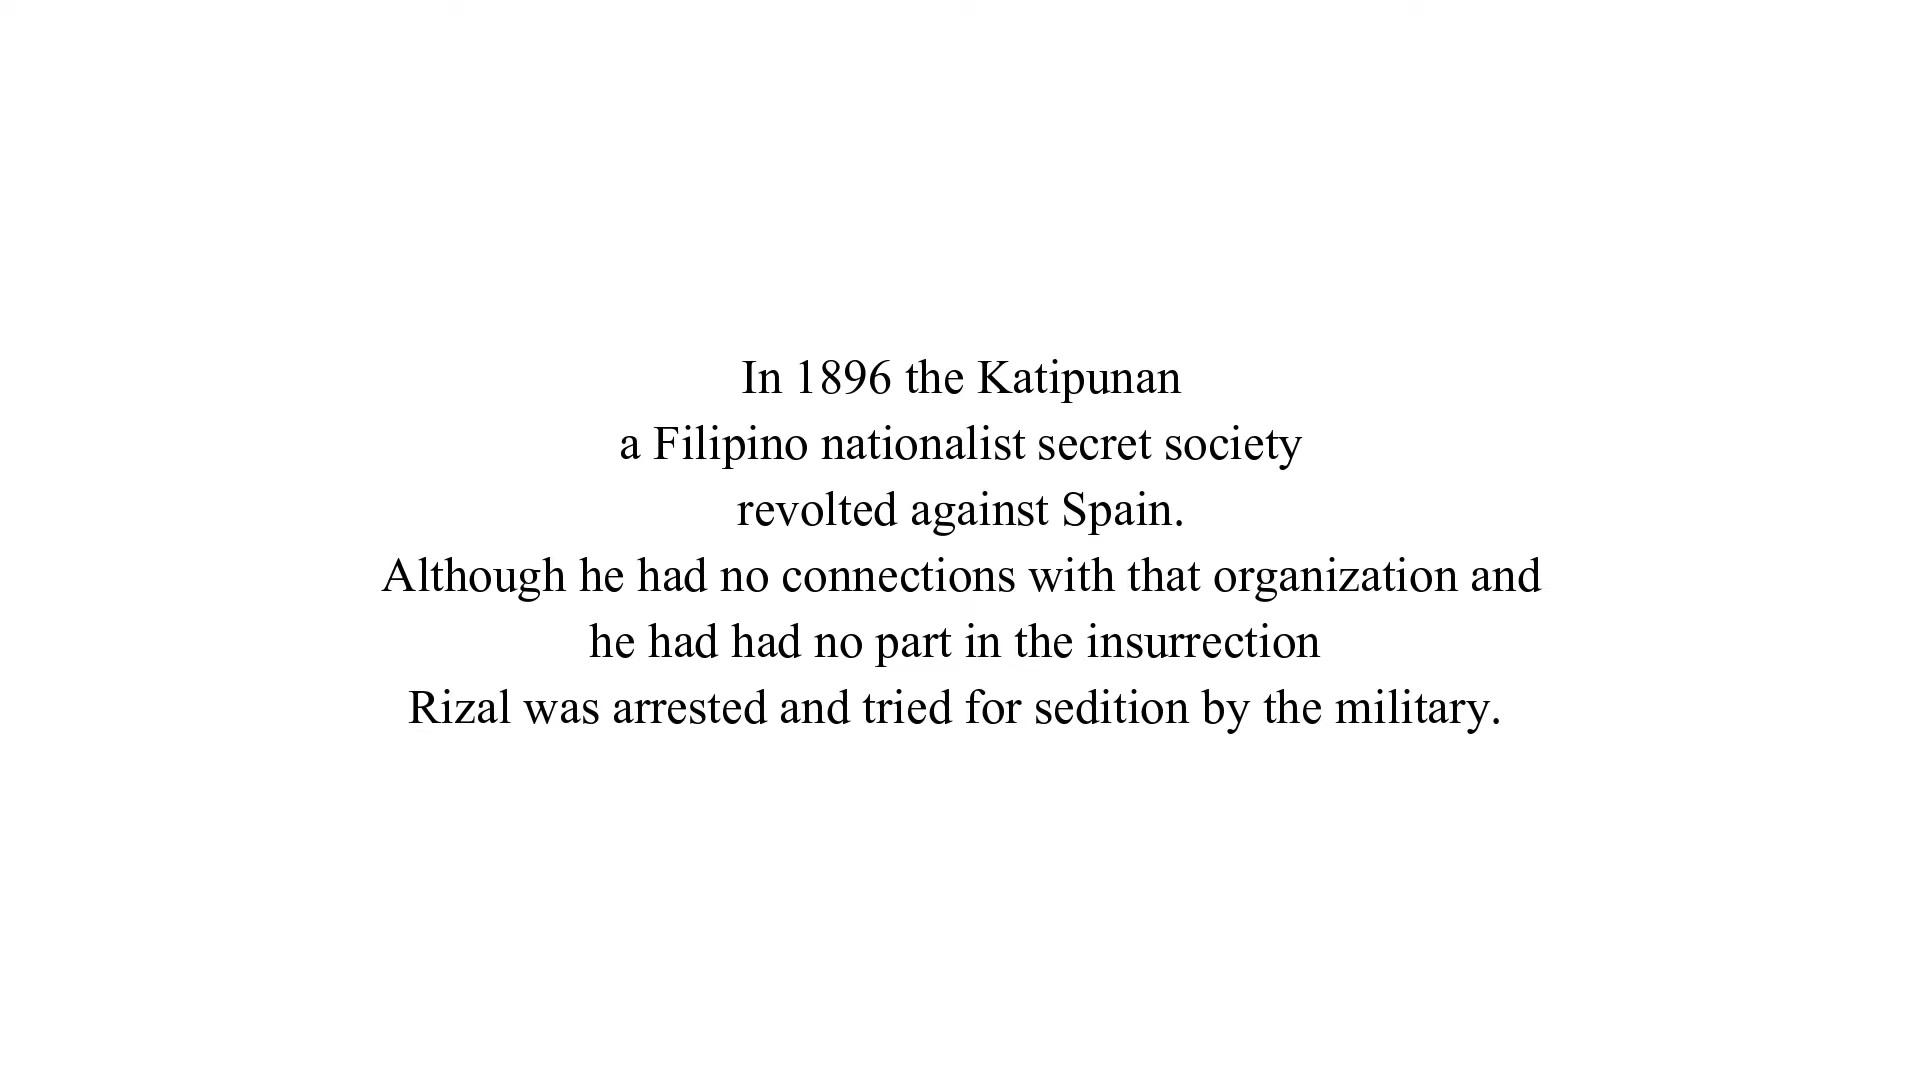 In 1896 the Katipunan
a Filipino nationalist secret society
revolted against Spain.
Although he had no connections with that organization and
he had had no part in the insurrection
Rizal was arrested and tried for sedition by the military.